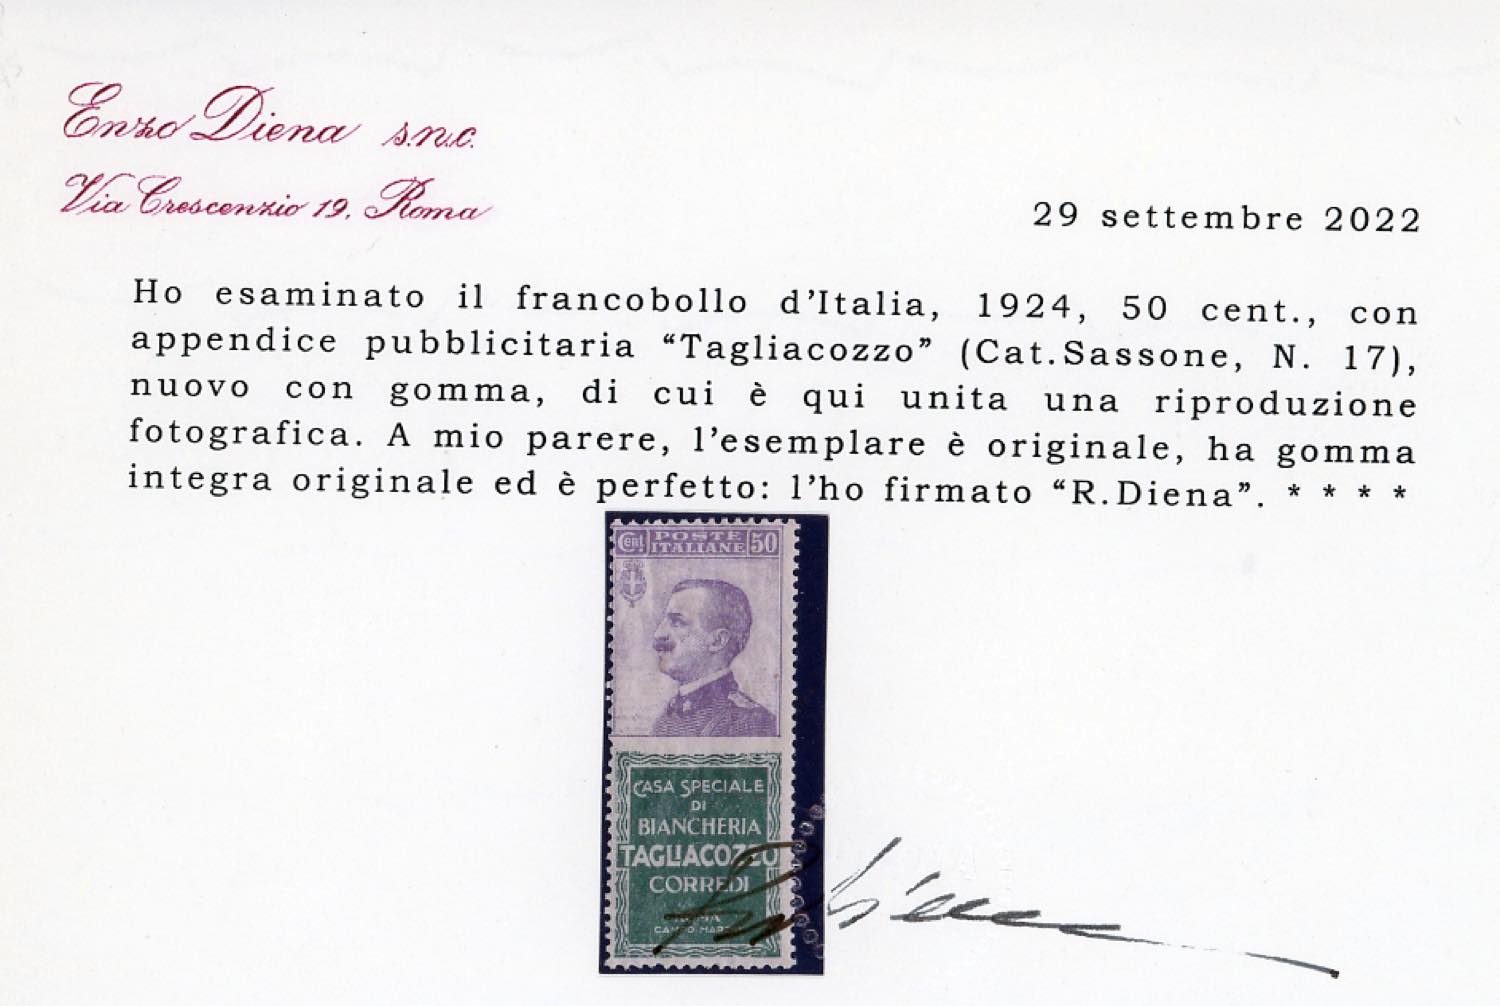 Enzo Diena s.n.c.
Via Crescenzio 19, Roma
29 settembre 2022
Ho esaminato il francobollo d'Italia, 1924, 50 cent., con
appendice pubblicitaria “Tagliacozzo” (Cat.Sassone, N. 17),
nuovo con gomma, di cui è qui unita una riproduzione
fotografica. A mio parere, l'esemplare è originale, ha gomma
integra originale ed è perfetto: l'ho firmato “R.Diena”. * * * *
Cent POSTE ITALIANE 50
CASA SPECIALE
DI
BIANCHERIA
TAGLIACOZZO
CORREDI
ROMA